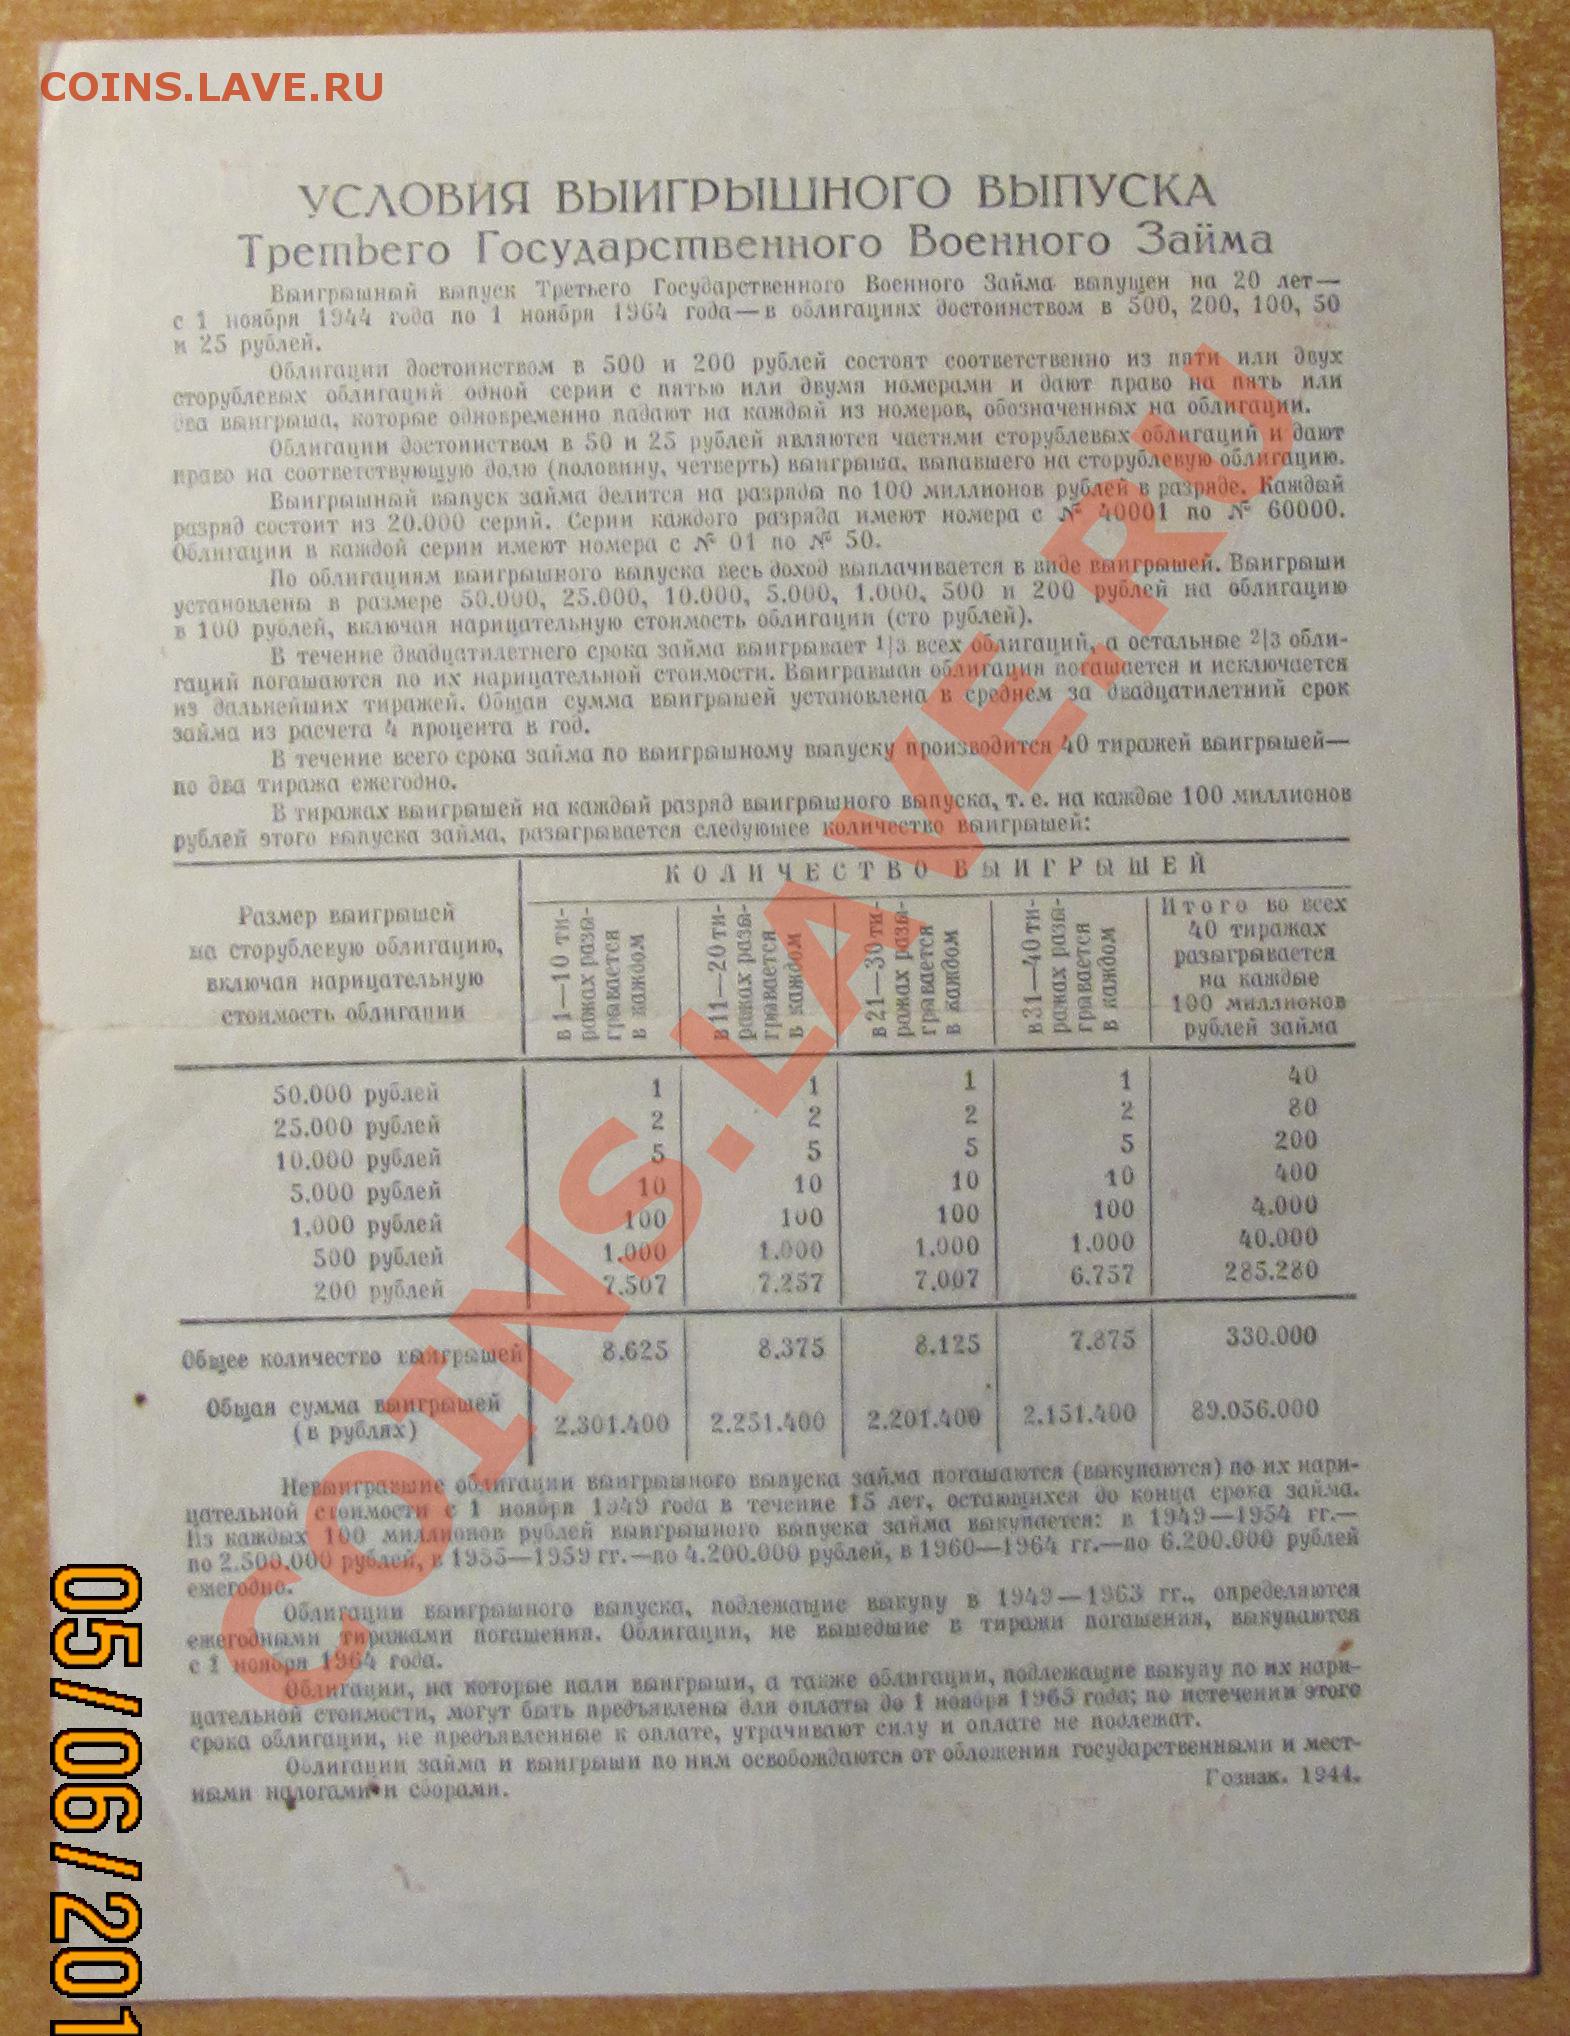 COINS.LAVE.RU
УСЛОВИЯ ВЫИГРЫШНОГО ВЫПУСКА
Третьего Государственного Военного Займа
Выигрышный выпуск Третьего Государственного Военного Займа выпущен на 20 лет—
с 1 ноября 1944 года по 1 ноября 1964 года—в облигациях достоинством в 500, 200, 100, 50
и 25 рублей.
Облигации достоинством в 500 и 200 рублей состоят соответственно из пяти или двух
сторублевых облигаций одной серии с пятью или двумя номерами и дают право на пять или
два выигрыша, которые одновременно падают на каждый из номеров, обозначенных на облигации.
Облигации достоинством в 50 и 25 рублей являются частями сторублевых облигаций и дают
право на соответствующую долю (половину, четверть) выигрыша, выпавшего на сторублевую облигацию.
Выигрышный выпуск займа делится на разряды по 100 миллионов рублей в разряде. Каждый
разряд состоит из 20.000 серий. Серии каждого разряда имеют номера с № 40001 по № 60000.
Облигации в каждой серии имеют номера с № 01 по № 50.
По облигациям выигрышного выпуска весь доход выплачивается в виде выигрышей. Выигрыши
установлены в размере 50.000, 25.000, 10.000, 5.000, 1.000, 500 и 200 рублей на облигацию
в 100 рублей, включая нарицательную стоимость облигации (сто рублей).
В течение двадцатилетнего срока займа выигрывает 1/3 всех облигаций, а остальные 2/3 обли-
гаций погашаются по их нарицательной стоимости. Выигравшая облигация погашается и исключается
из дальнейших тиражей. Общая сумма выигрышей установлена в среднем за двадцатилетний срок
займа из расчета 4 процента в год.
В течение всего срока займа по выигрышному выпуску производится 40 тиражей выигрышей—
по два тиража ежегодно.
В тиражах выигрышей на каждый разряд выигрышного выпуска, т. е. на каждые 100 миллионов
рублей этого выпуска займа, разыгрывается следующее количество выигрышей:
Размер выигрышей
на сторублевую облигацию,
включая нарицательную
стоимость облигации
КОЛИЧЕСТВО ВЫИГРЫШЕЙ
в 1—10 ти-
ражах разы-
грывается
в каждом
в 11—20 ти-
ражах разы-
грывается
в каждом
в 21—30 ти-
ражах разы-
грывается
в каждом
в 31—40 ти-
ражах разы-
грывается
в каждом
Итого во всех
40 тиражах
разыгрывается
на каждые
100 миллионов
рублей займа
50.000 рублей 1 1 1 1 40
25.000 рублей 2 2 2 2 80
10.000 рублей 5 5 5 5 200
5.000 рублей 10 10 10 10 400
1.000 рублей 100 100 100 100 4.000
500 рублей 1.000 1.000 1.000 1.000 40.000
200 рублей 7.507 7.257 7.007 6.757 285.280
Общее количество выигрышей 8.625 8.375 8.125 7.875 330.000
Общая сумма выигрышей
(в рублях) 2.301.400 2.251.400 2.201.400 2.151.400 89.056.000
Невыигравшие облигации выигрышного выпуска займа погашаются (выкупаются) по их нари-
цательной стоимости с 1 ноября 1949 года в течение 15 лет, остающихся до конца срока займа.
Из каждых 100 миллионов рублей выигрышного выпуска займа выкупается: в 1949—1954 гг.—
по 2.500.000 рублей, в 1955—1959 гг.—по 4.200.000 рублей, в 1960—1964 гг.—по 6.200.000 рублей
ежегодно.
Облигации выигрышного выпуска, подлежащие выкупу в 1949—1963 гг., определяются
ежегодными тиражами погашения. Облигации, не вышедшие в тиражи погашения, выкупаются
с 1 ноября 1964 года.
Облигации, на которые пали выигрыши, а также облигации, подлежащие выкупу по их нари-
цательной стоимости, могут быть предъявлены для оплаты до 1 ноября 1965 года; по истечении этого
срока облигации, не предъявленные к оплате, утрачивают силу и оплате не подлежат.
Облигации займа и выигрыши по ним освобождаются от обложения государственными и мест-
ными налогами и сборами.
Гознак. 1944.
COINS.LAVE.RU
05/06/201